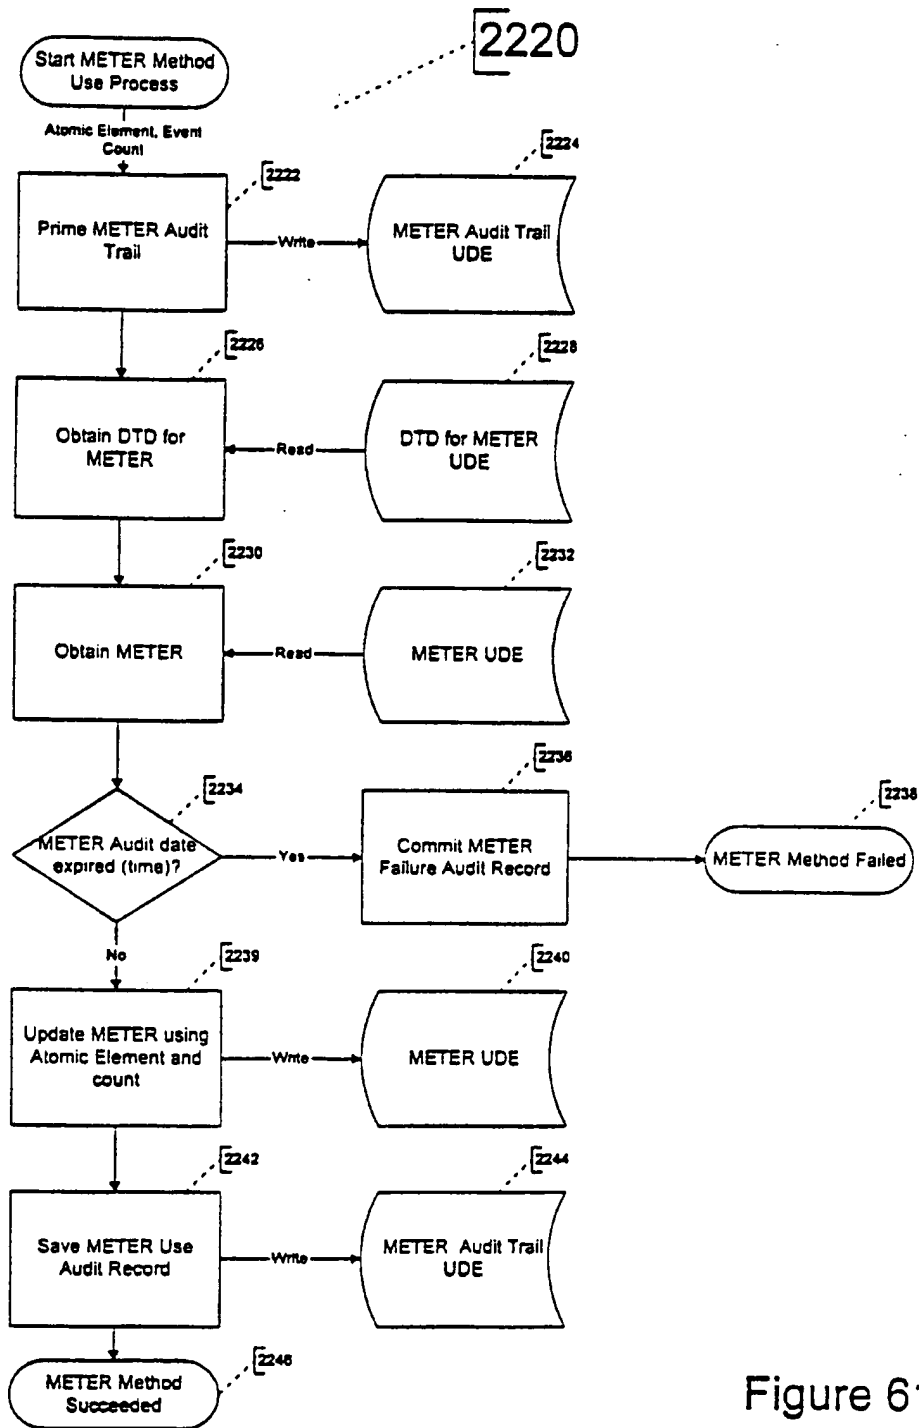 2220
Start METER Method
Use Process
Atomic Element, Event
Count
2222
2224
Prime METER Audit
Trail
Write
METER Audit Trail
UDE
2226
2228
Obtain DTD for
METER
Read
DTD for METER
UDE
2230
2232
Obtain METER
Read
METER UDE
2234
2236
2238
METER Audit date
expired (time)?
Yes
Commit METER
Failure Audit Record
METER Method Failed
No
2239
2240
Update METER using
Atomic Element and
count
Write
METER UDE
2242
2244
Save METER Use
Audit Record
Write
METER Audit Trail
UDE
2246
METER Method
Succeeded
Figure 6